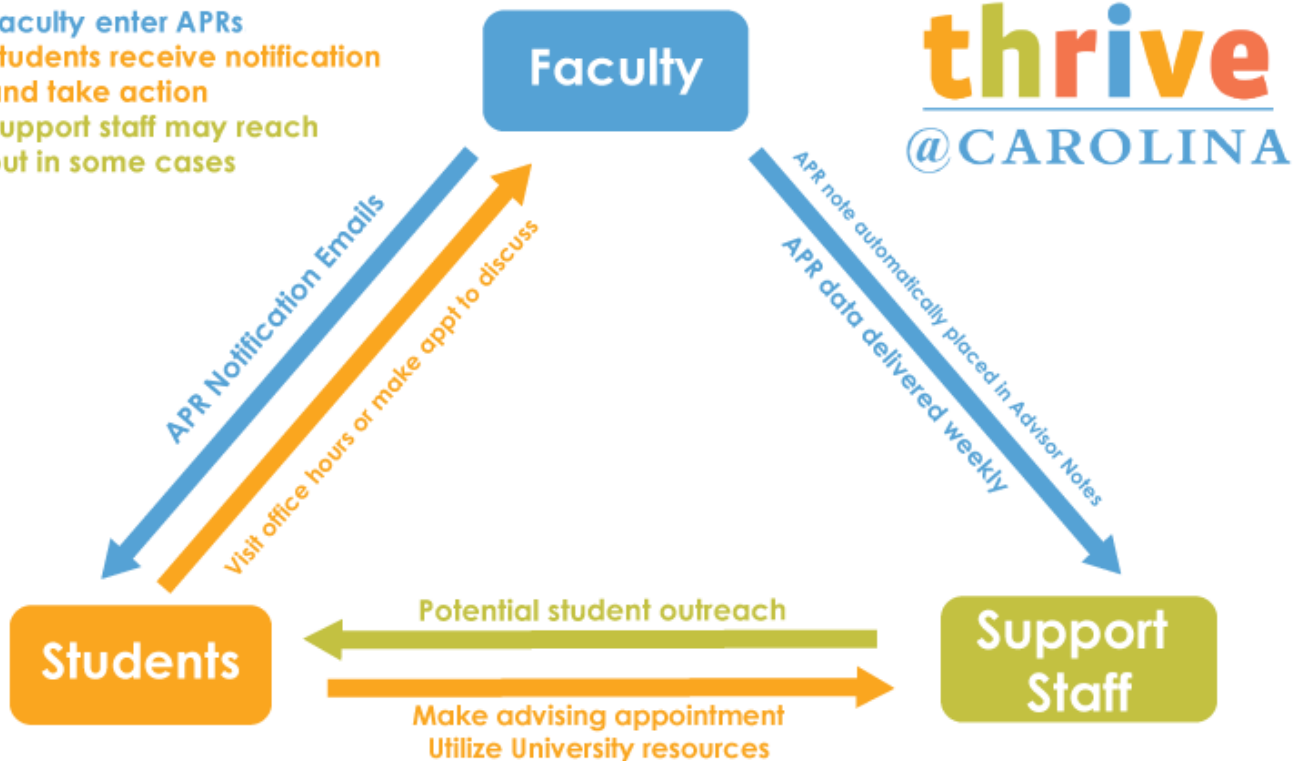 aculty enter APRs
tudents receive notification
nd take action
upport staff may reach
out in some cases
Faculty
thrive
@CAROLINA
APR Notification Emails
Visit office hours or make appt to discuss
APR note automatically placed in Advisor Notes
APR data delivered weekly
Students
Potential student outreach
Make advising appointment
Utilize University resources
Support
Staff